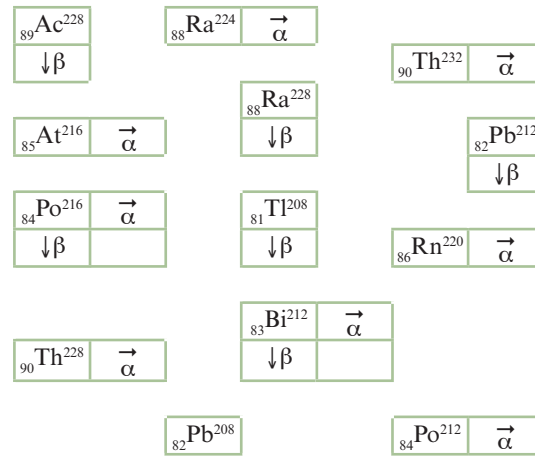 ₈₉Ac²²⁸ ₈₈Ra²²⁴ → α
↓β ₉₀Th²³² → α
₈₈Ra²²⁸
₈₅At²¹⁶ → α ↓β ₈₂Pb²¹²
↓β
₈₄Po²¹⁶ → α ₈₁Tl²⁰⁸
↓β ↓β ₈₆Rn²²⁰ → α
₈₃Bi²¹² → α
₉₀Th²²⁸ → α ↓β
₈₂Pb²⁰⁸ ₈₄Po²¹² → α